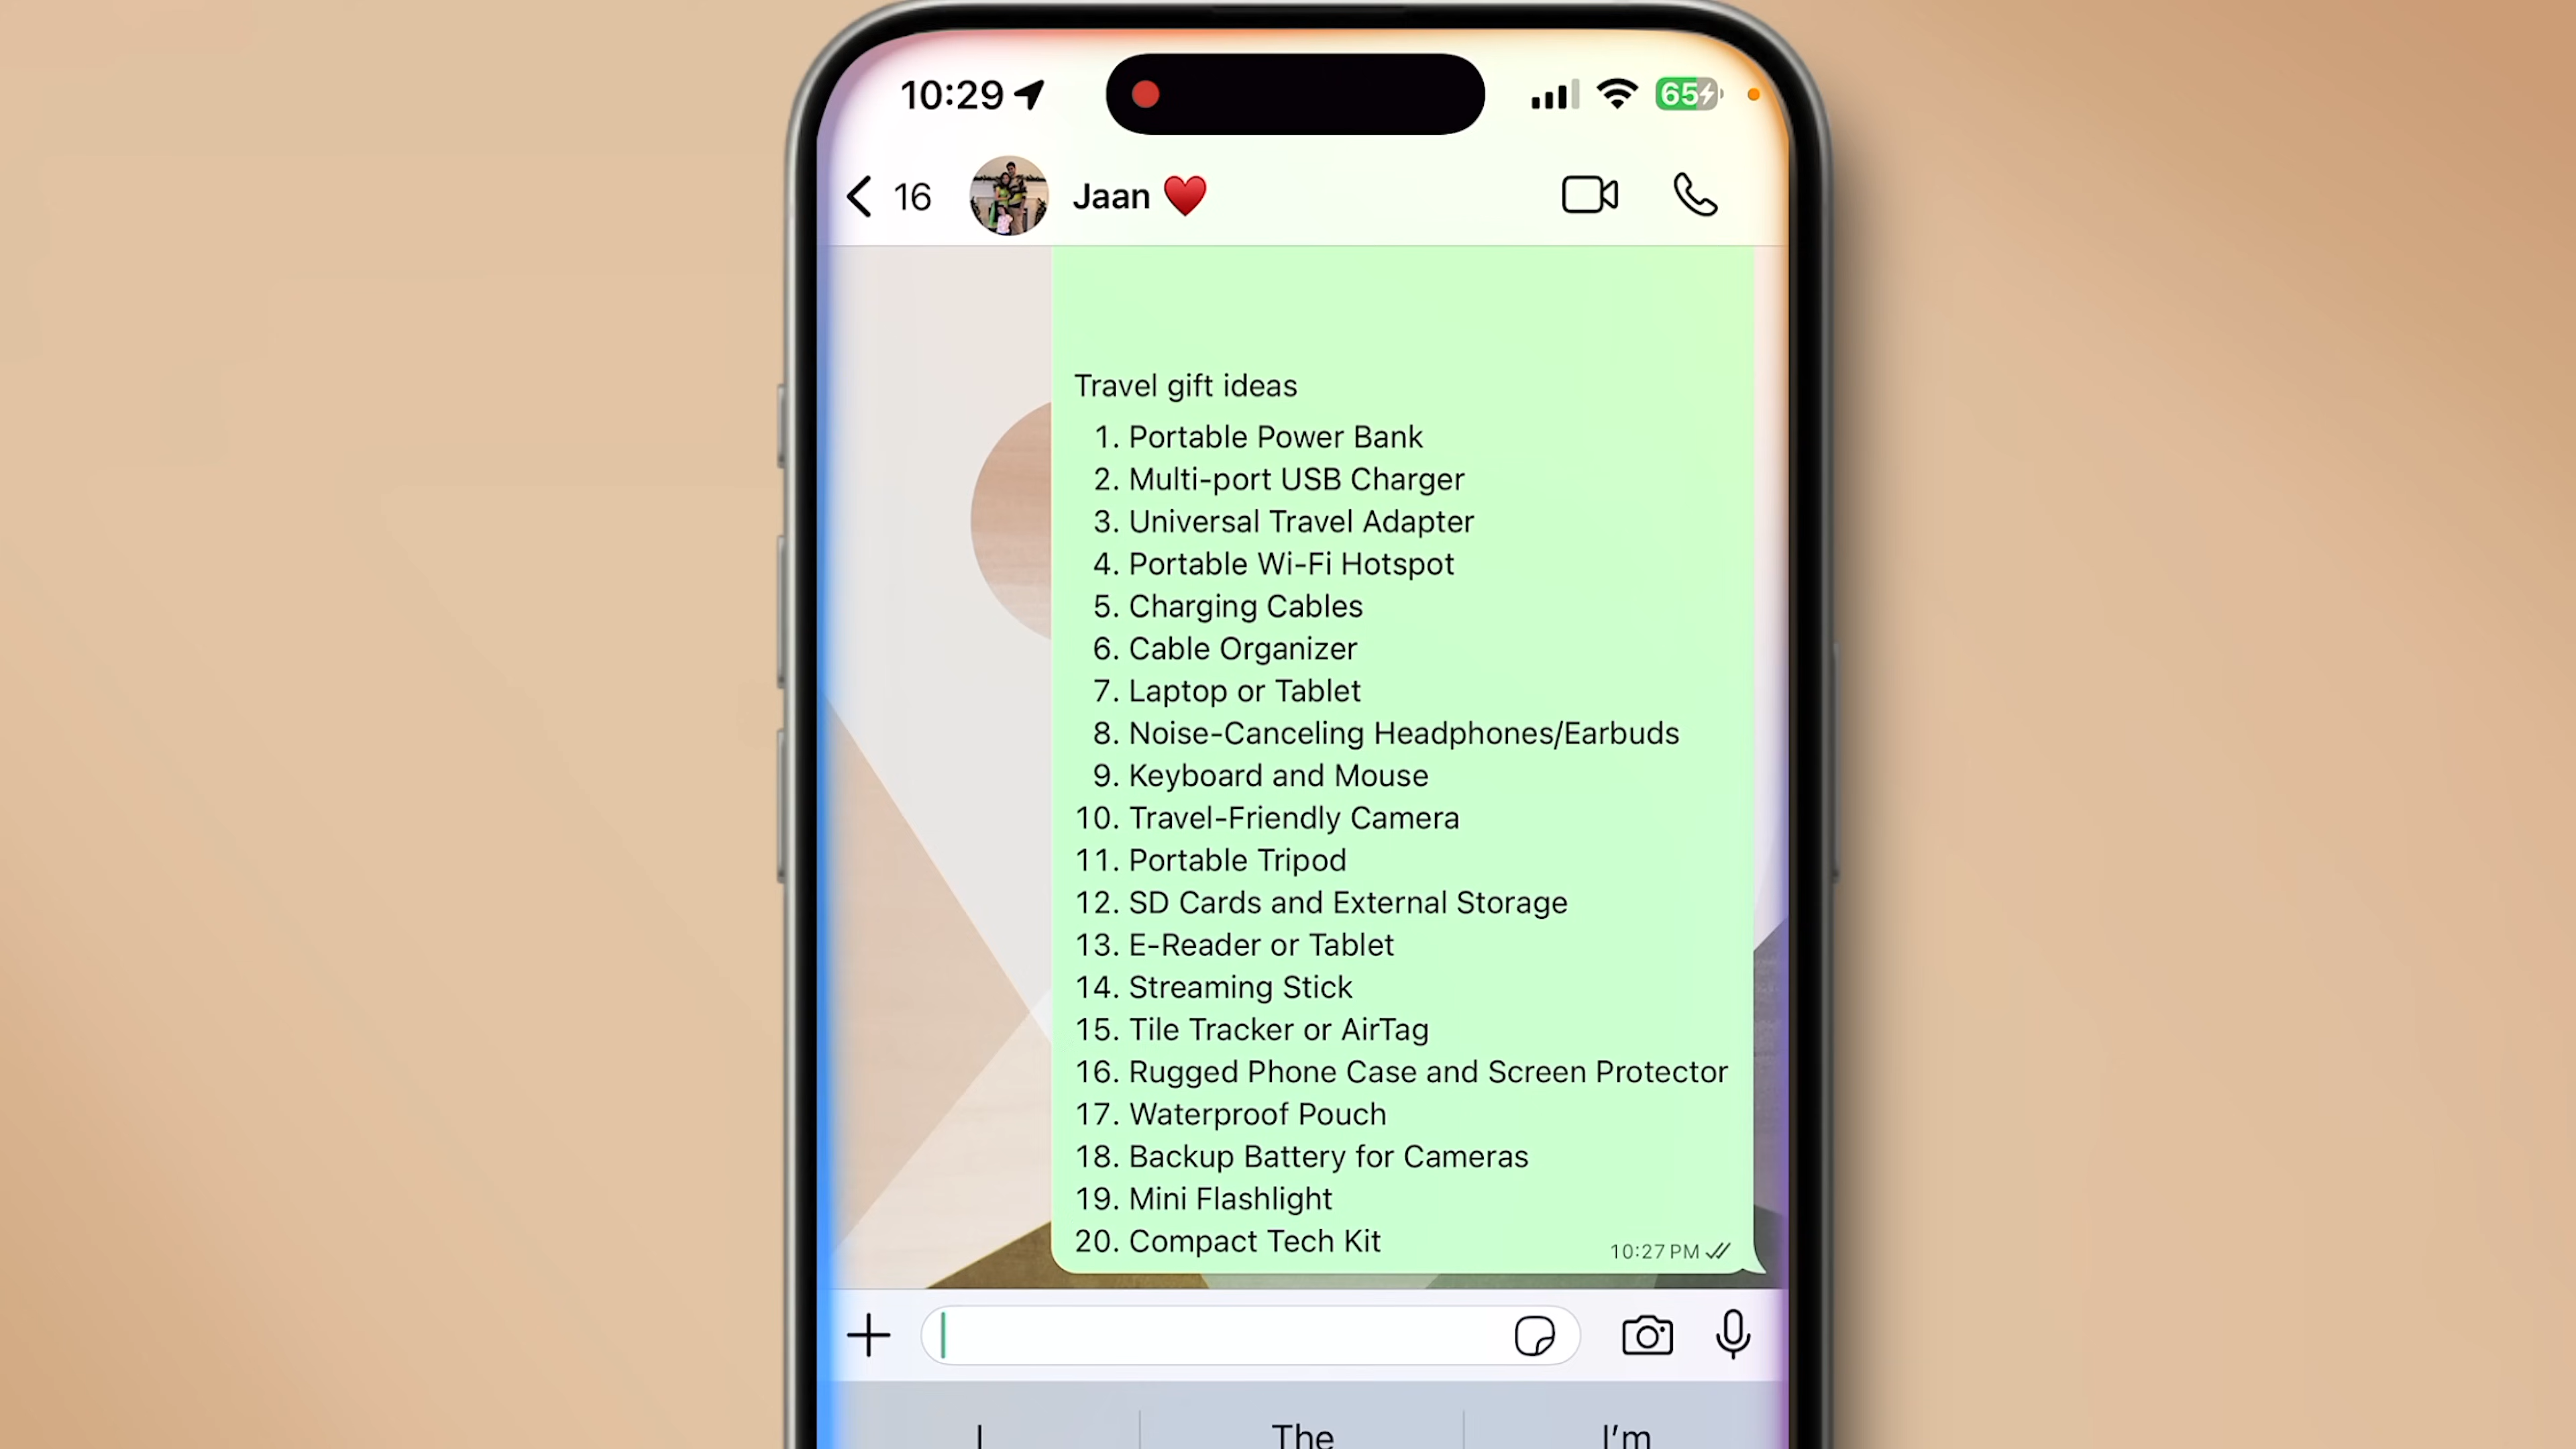 10:29
65
16
Jaan ❤️
Travel gift ideas
1. Portable Power Bank
2. Multi-port USB Charger
3. Universal Travel Adapter
4. Portable Wi-Fi Hotspot
5. Charging Cables
6. Cable Organizer
7. Laptop or Tablet
8. Noise-Canceling Headphones/Earbuds
9. Keyboard and Mouse
10. Travel-Friendly Camera
11. Portable Tripod
12. SD Cards and External Storage
13. E-Reader or Tablet
14. Streaming Stick
15. Tile Tracker or AirTag
16. Rugged Phone Case and Screen Protector
17. Waterproof Pouch
18. Backup Battery for Cameras
19. Mini Flashlight
20. Compact Tech Kit
10:27 PM
I The I'm